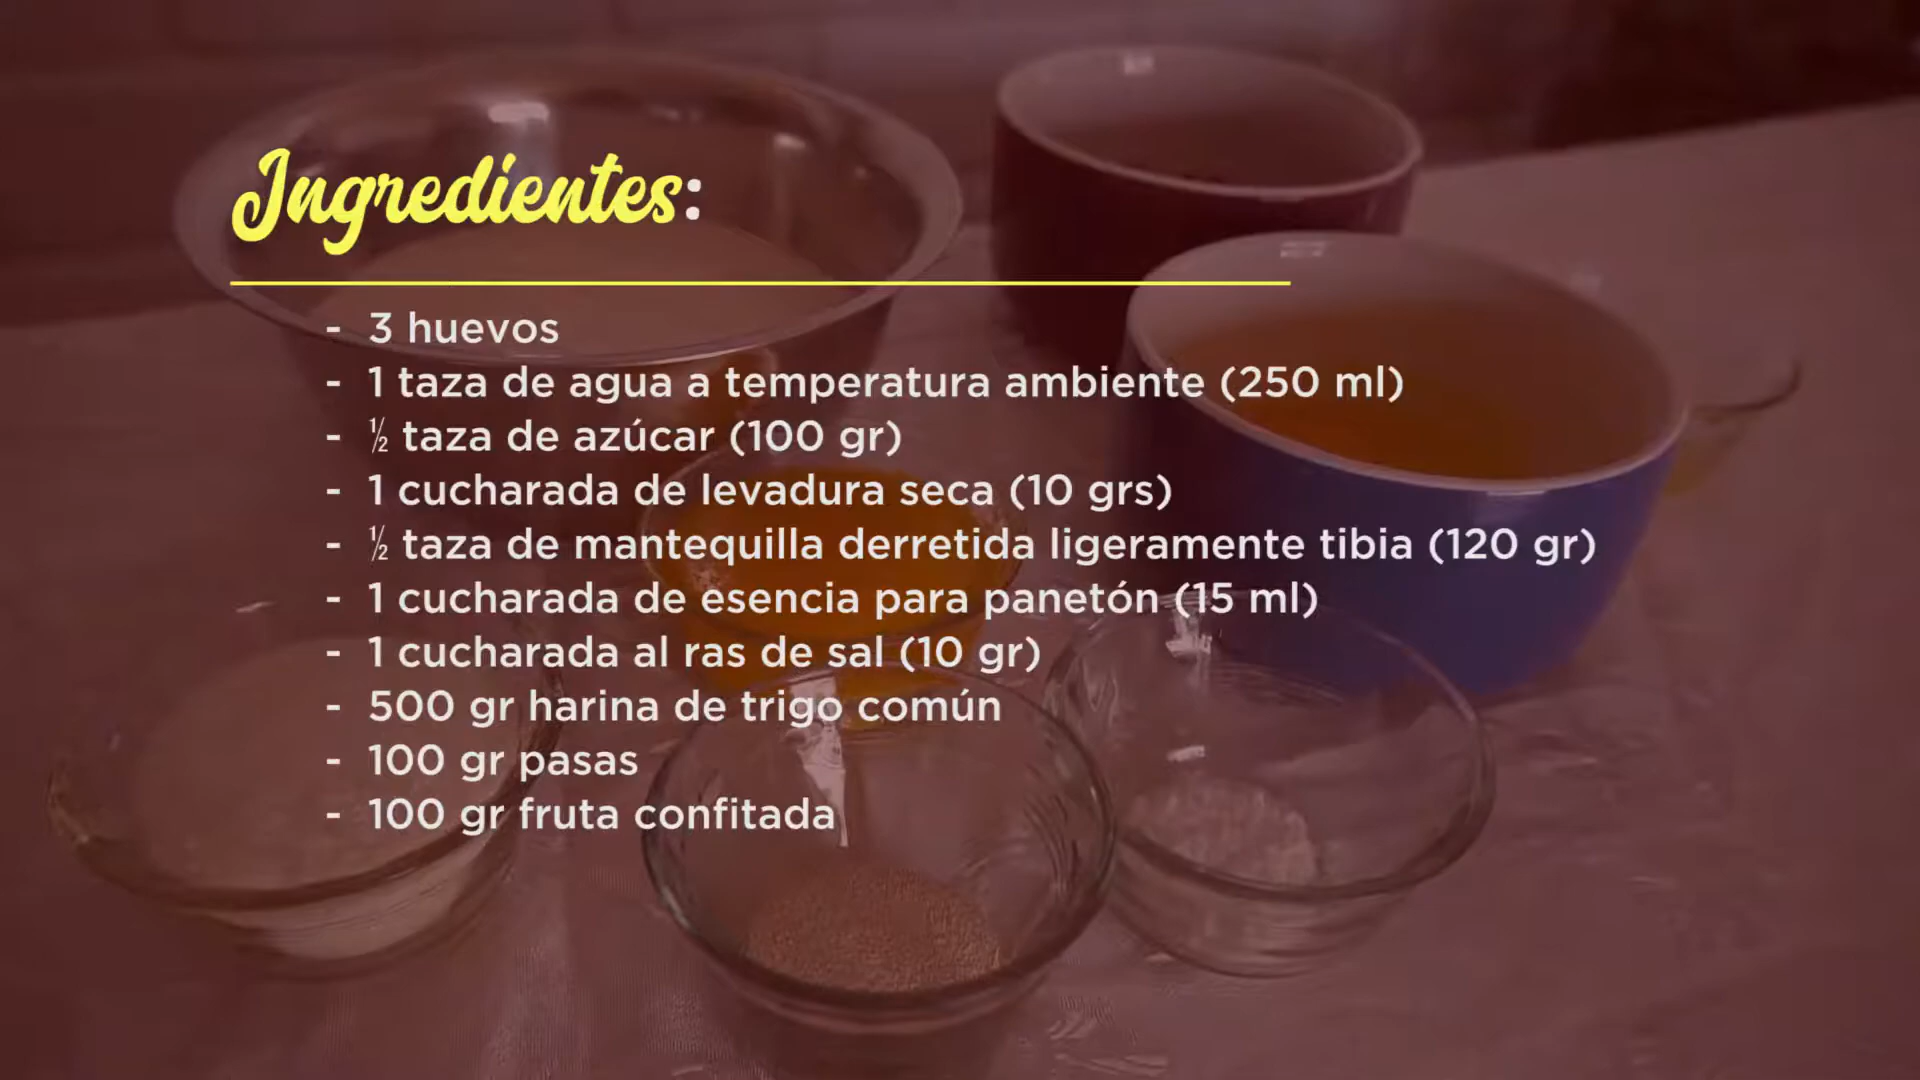 Ingredientes:
- 3 huevos
- 1 taza de agua a temperatura ambiente (250 ml)
- ½ taza de azúcar (100 gr)
- 1 cucharada de levadura seca (10 grs)
- ½ taza de mantequilla derretida ligeramente tibia (120 gr)
- 1 cucharada de esencia para panetón (15 ml)
- 1 cucharada al ras de sal (10 gr)
- 500 gr harina de trigo común
- 100 gr pasas
- 100 gr fruta confitada